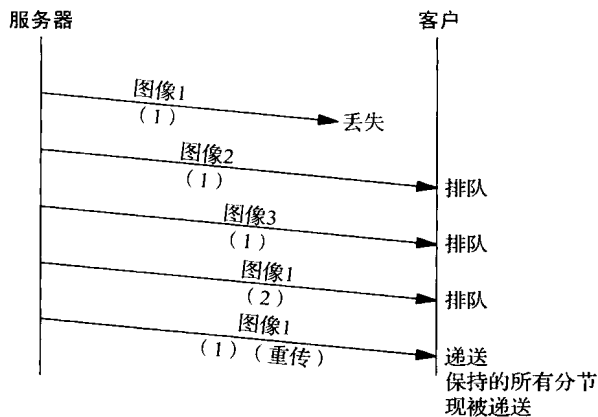 服务器
客户
图像1
（1）
丢失
图像2
（1）
排队
图像3
（1）
排队
图像1
（2）
排队
图像1
（1）（重传）
递送
保持的所有分节
现被递送